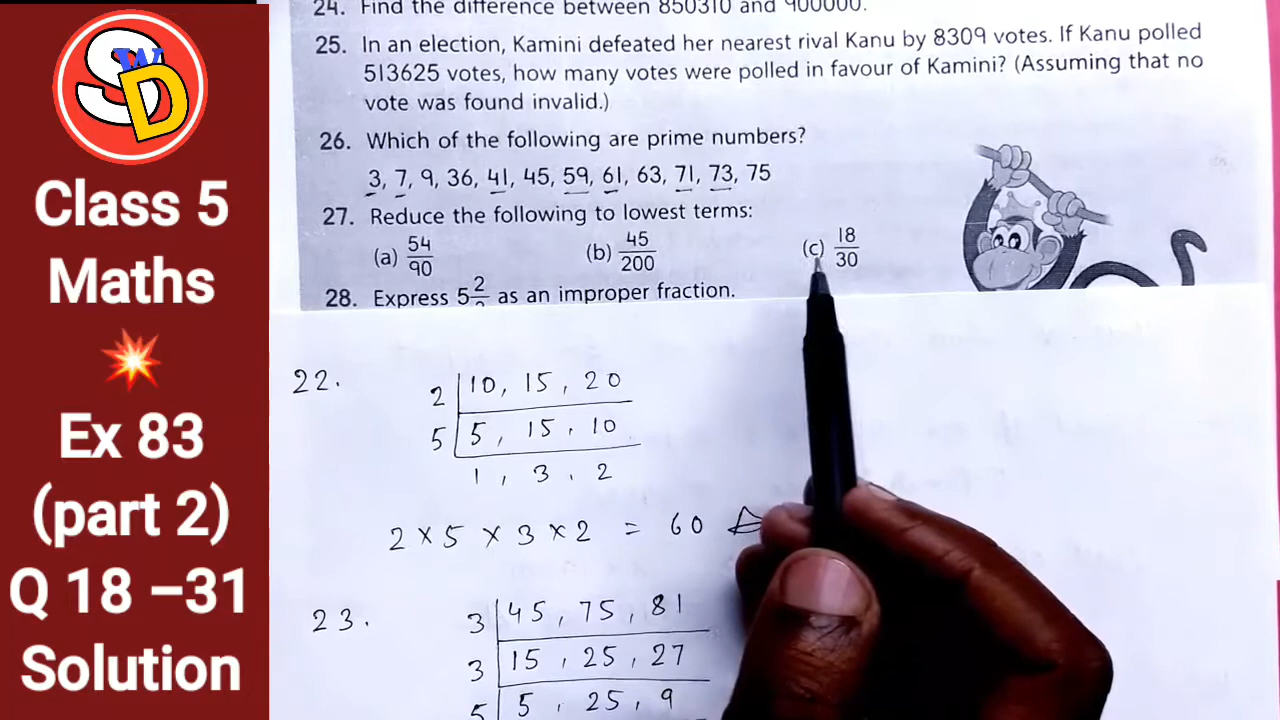 SWD
Class 5
Maths
Ex 83
(part 2)
Q 18 –31
Solution
24. Find the difference between 850310 and 900000.
25. In an election, Kamini defeated her nearest rival Kanu by 8309 votes. If Kanu polled
513625 votes, how many votes were polled in favour of Kamini? (Assuming that no
vote was found invalid.)
26. Which of the following are prime numbers?
3, 7, 9, 36, 41, 45, 59, 61, 63, 71, 73, 75
27. Reduce the following to lowest terms:
(a) 54/90 (b) 45/200 (c) 18/30
28. Express 5 2/ as an improper fraction.
22. 2 | 10, 15, 20
5 | 5, 15, 10
1, 3, 2
2 × 5 × 3 × 2 = 60
23. 3 | 45, 75, 81
3 | 15, 25, 27
5 | 5, 25, 9